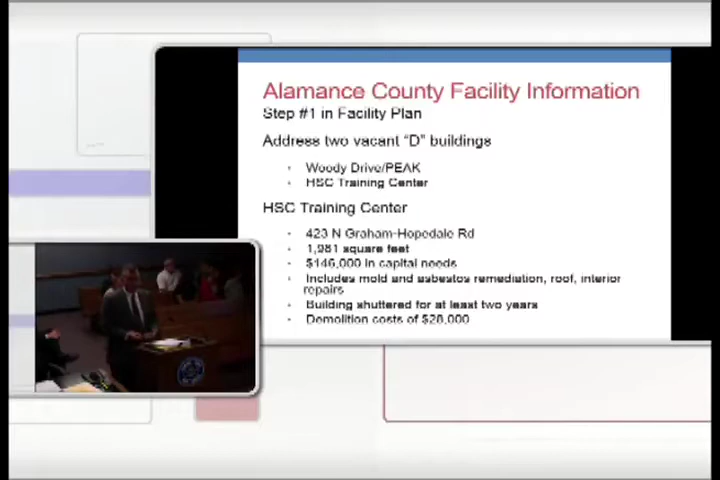 Alamance County Facility Information
Step #1 in Facility Plan
Address two vacant "D" buildings
· Woody Drive/PEAK
· HSC Training Center
HSC Training Center
· 423 N Graham-Hopedale Rd
· 1,981 square feet
· $146,000 in capital needs
· Includes mold and asbestos remediation, roof, interior
repairs
· Building shuttered for at least two years
· Demolition costs of $28,000